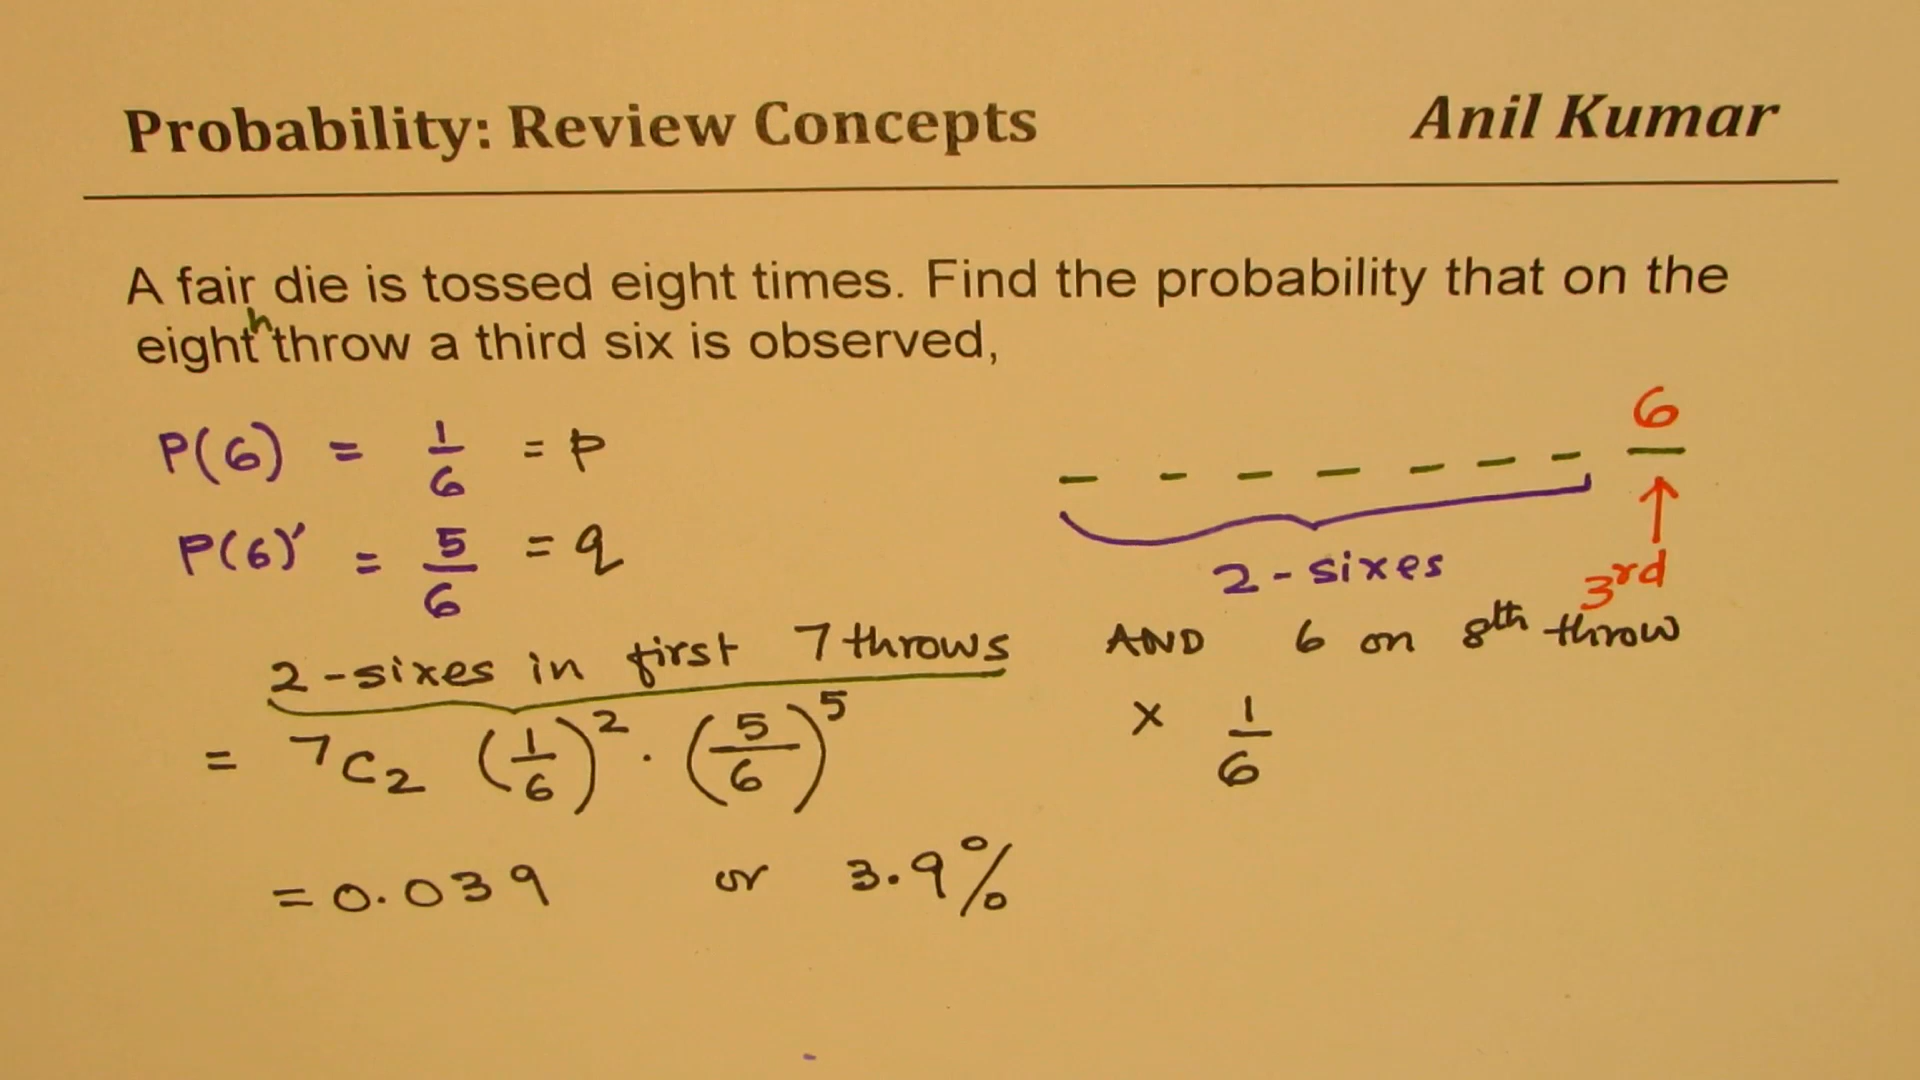 Probability: Review Concepts Anil Kumar
A fair die is tossed eight times. Find the probability that on the
eighth throw a third six is observed,
P(6) = 1/6 = p
6
P(6)' = 5/6 = q
2-sixes 3rd
2-sixes in first 7 throws AND 6 on 8th throw
= 7C2 (1/6)^2 · (5/6)^5 × 1/6
= 0.039 or 3.9%